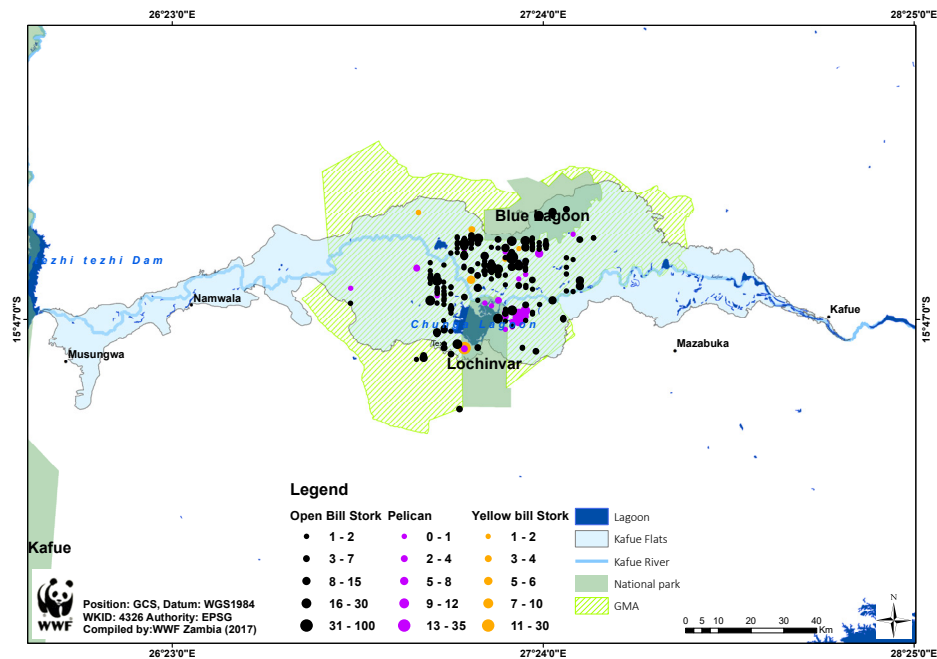 26°23'0"E 27°24'0"E 28°25'0"E
Blue Lagoon
ezhi tezhi Dam
Namwala
15°47'0"S 15°47'0"S
Kafue
Musungwa
Mazabuka
Lochinvar
Kafue
Legend
Open Bill Stork Pelican Yellow bill Stork Lagoon
1 - 2 0 - 1 1 - 2 Kafue Flats
3 - 7 2 - 4 3 - 4 Kafue River
8 - 15 5 - 8 5 - 6 National park
16 - 30 9 - 12 7 - 10 GMA
31 - 100 13 - 35 11 - 30
WWF
Position: GCS, Datum: WGS1984
WKID: 4326 Authority: EPSG
Compiled by:WWF Zambia (2017)
N
0 5 10 20 30 40
Km
26°23'0"E 27°24'0"E 28°25'0"E